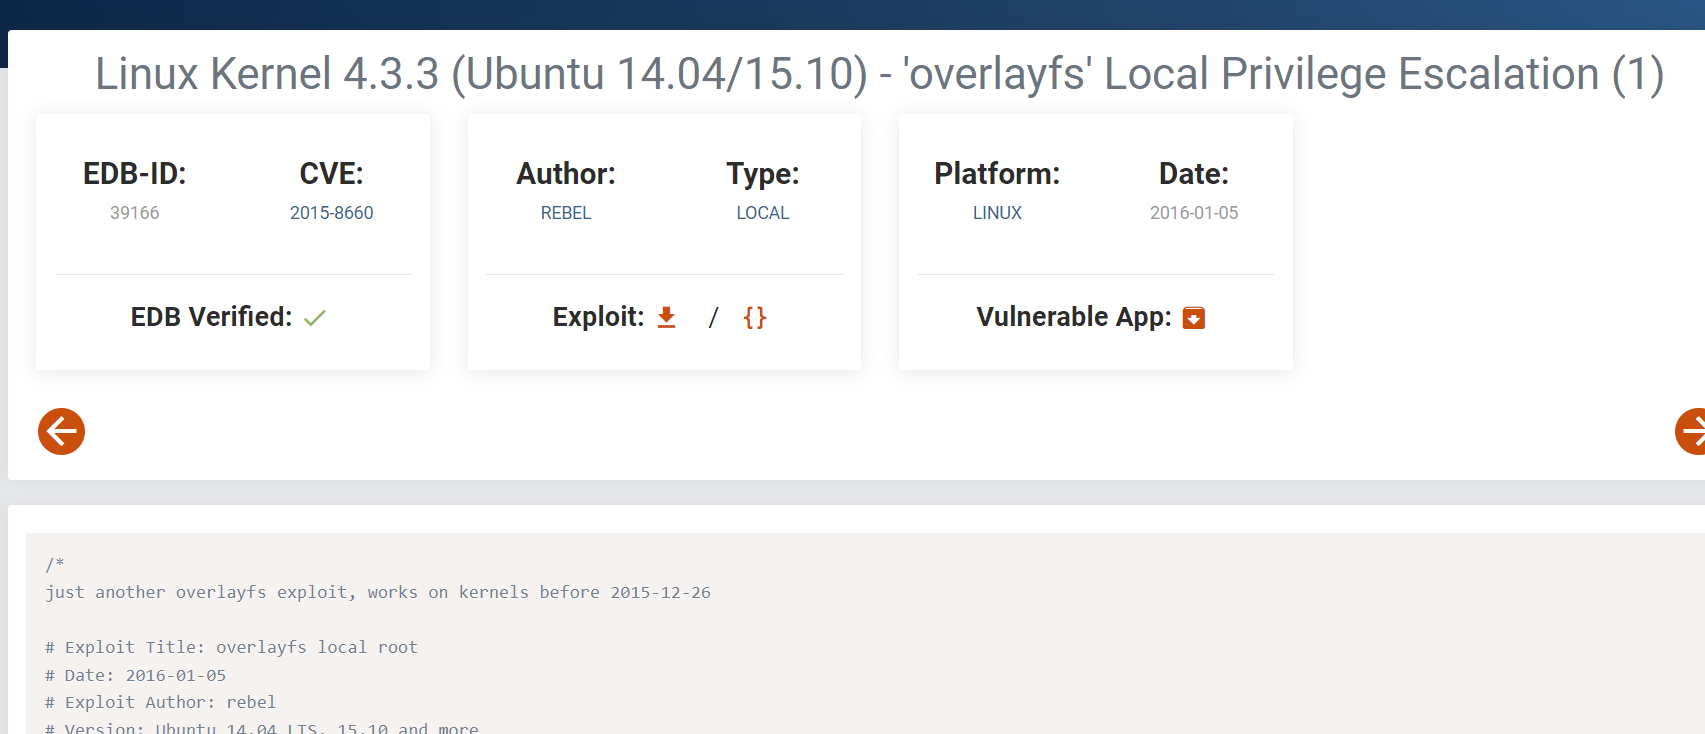 Linux Kernel 4.3.3 (Ubuntu 14.04/15.10) - 'overlayfs' Local Privilege Escalation (1)
EDB-ID:
39166
CVE:
2015-8660
EDB Verified:
Author:
REBEL
Type:
LOCAL
Exploit: / {}
Platform:
LINUX
Date:
2016-01-05
Vulnerable App:
/*
just another overlayfs exploit, works on kernels before 2015-12-26
# Exploit Title: overlayfs local root
# Date: 2016-01-05
# Exploit Author: rebel
# Version: Ubuntu 14.04 LTS, 15.10 and more